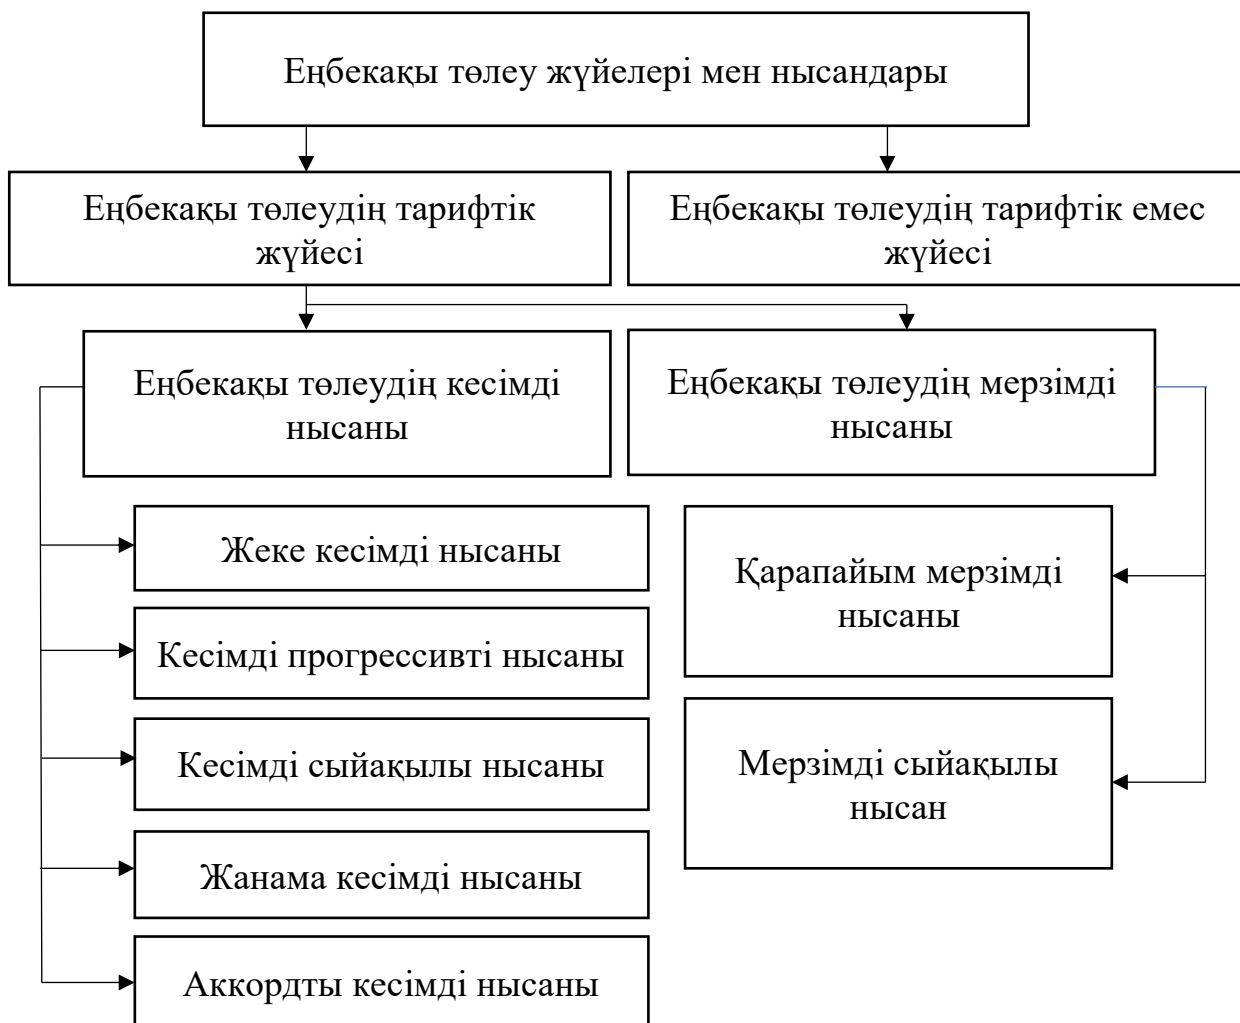 Еңбекақы төлеу жүйелері мен нысандары
Еңбекақы төлеудің тарифтік
жүйесі
Еңбекақы төлеудің тарифтік емес
жүйесі
Еңбекақы төлеудің кесімді
нысаны
Еңбекақы төлеудің мерзімді
нысаны
Жеке кесімді нысаны
Кесімді прогрессивті нысаны
Кесімді сыйақылы нысаны
Жанама кесімді нысаны
Аккордты кесімді нысаны
Қарапайым мерзімді
нысаны
Мерзімді сыйақылы
нысан